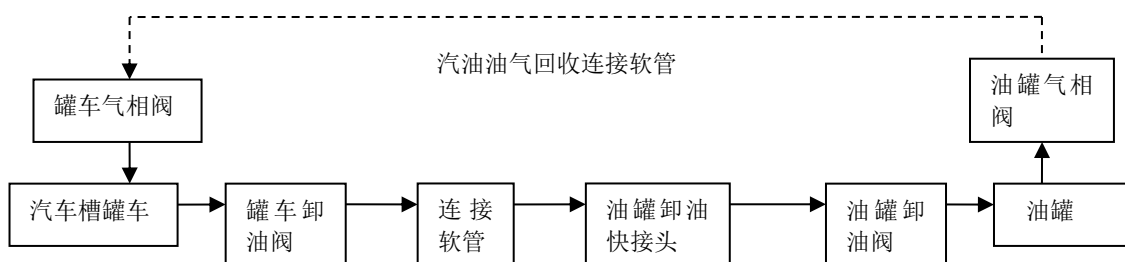 汽油油气回收连接软管
罐车气相阀
油罐气相
阀
汽车槽罐车
罐车卸
油阀
连接
软管
油罐卸油
快接头
油罐卸
油阀
油罐